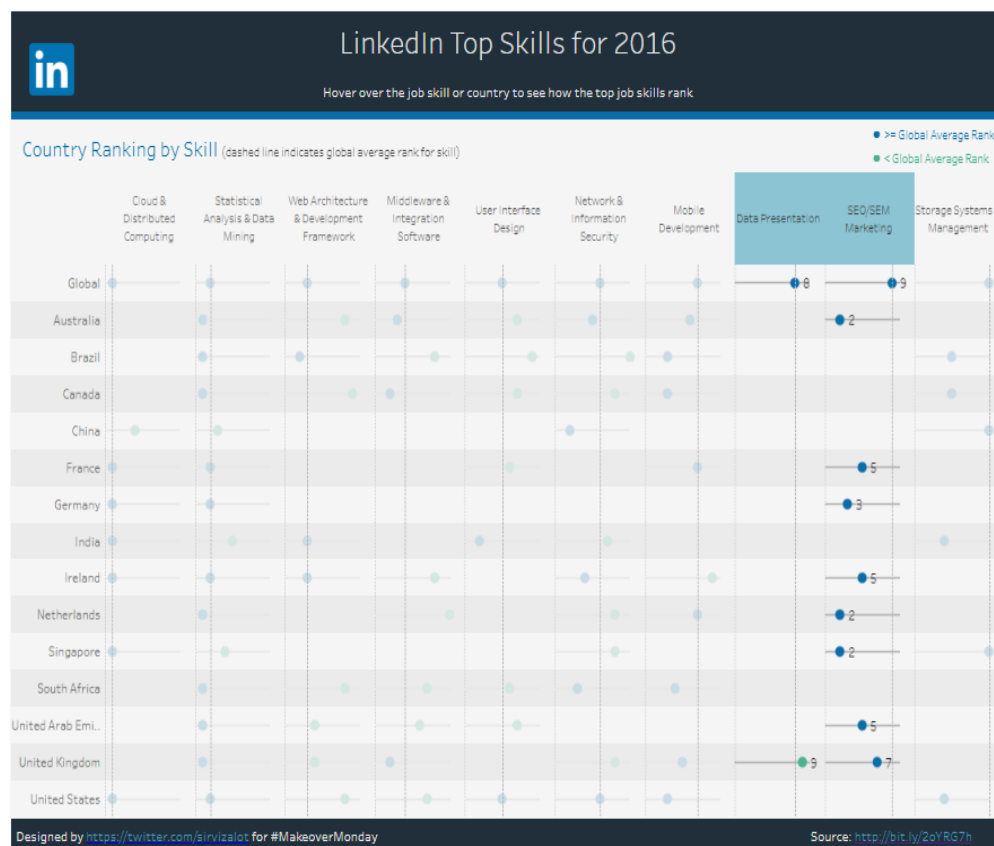 in
LinkedIn Top Skills for 2016
Hover over the job skill or country to see how the top job skills rank
>= Global Average Rank
< Global Average Rank
Country Ranking by Skill (dashed line indicates global average rank for skill)
Cloud &
Distributed
Computing
Statistical
Analysis & Data
Mining
Web Architecture
& Development
Framework
Middleware &
Integration
Software
User Interface
Design
Network &
Information
Security
Mobile
Development
Data Presentation
SEO/SEM
Marketing
Storage Systems
Management
Global 8 9
Australia 2
Brazil
Canada
China
France 5
Germany 3
India
Ireland 5
Netherlands 2
Singapore 2
South Africa
United Arab Emi.. 5
United Kingdom 9 7
United States
Designed by https://twitter.com/sirvizalot for #MakeoverMonday
Source: http://bit.ly/2oYRG7h